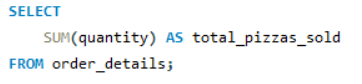 SELECT
    SUM(quantity) AS total_pizzas_sold
FROM order_details;